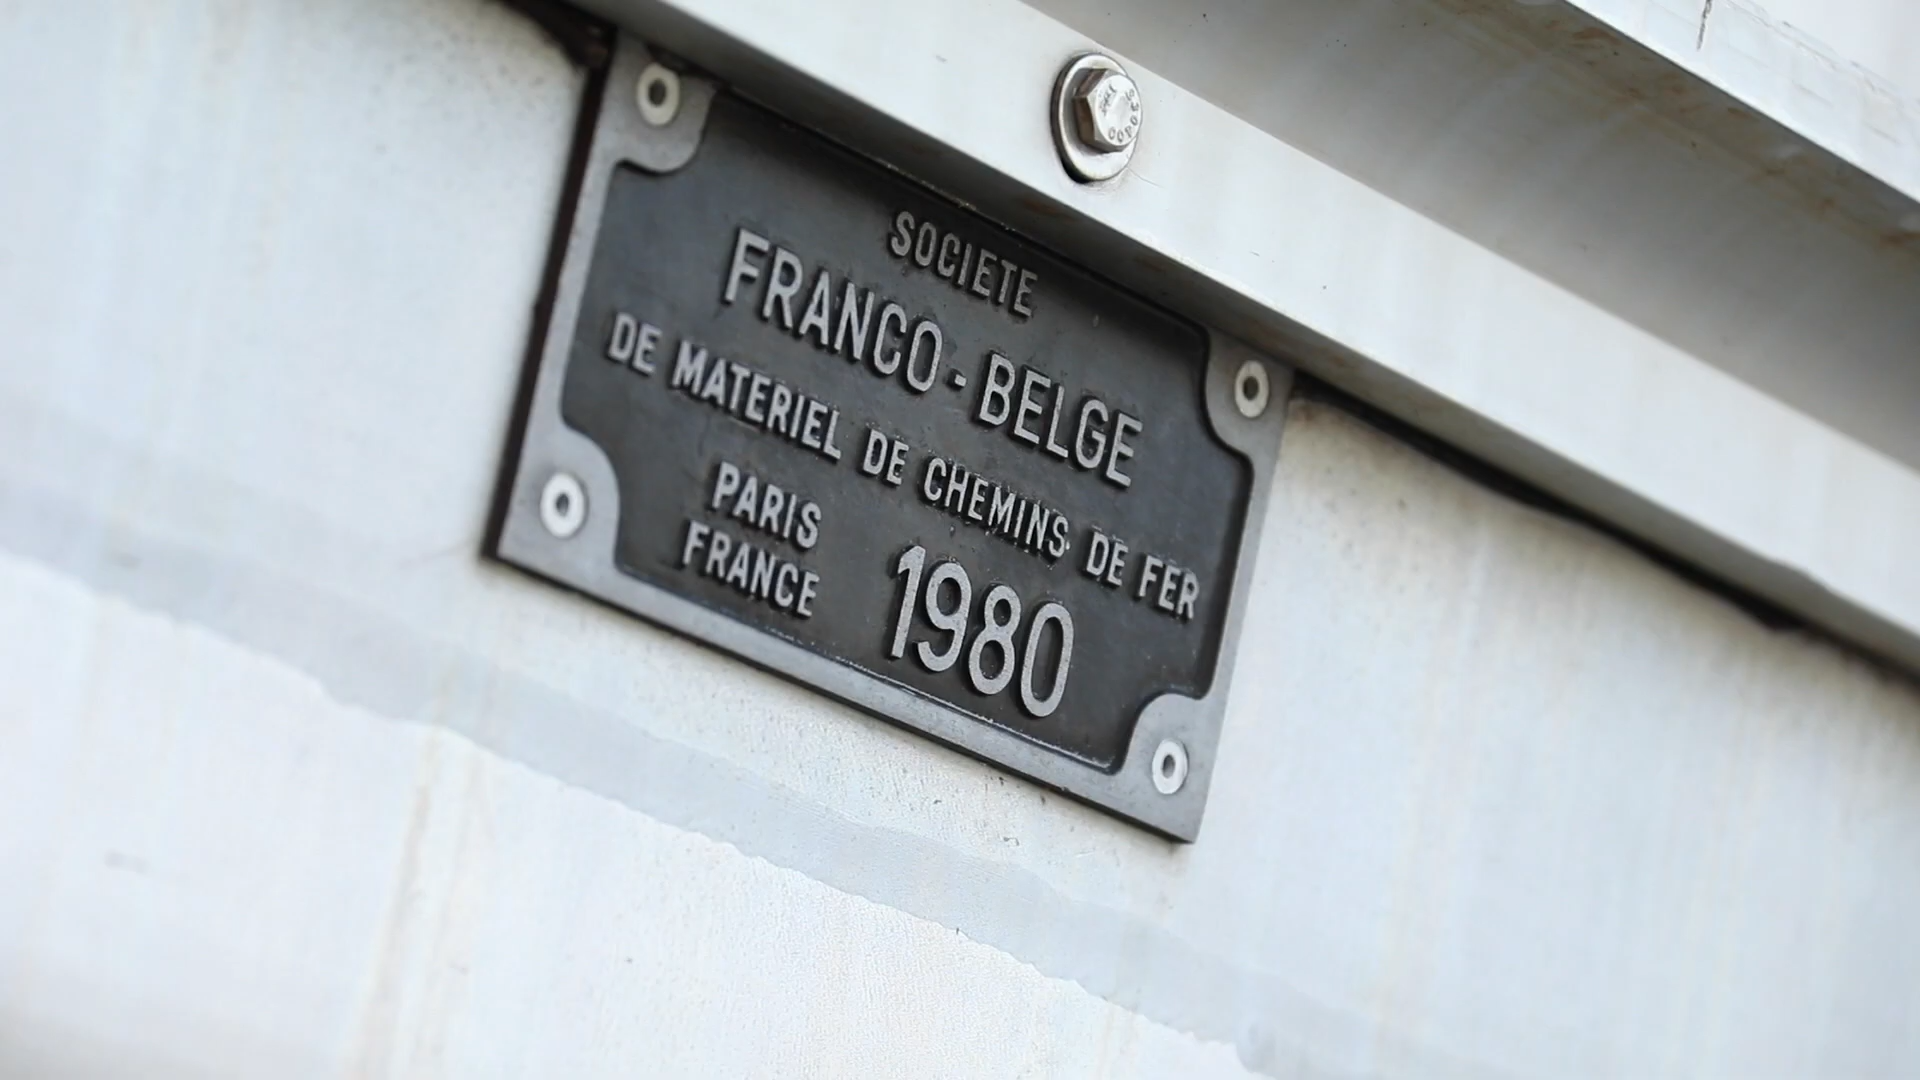 SOCIETE
FRANCO - BELGE
DE MATERIEL DE CHEMINS DE FER
PARIS
FRANCE
1980